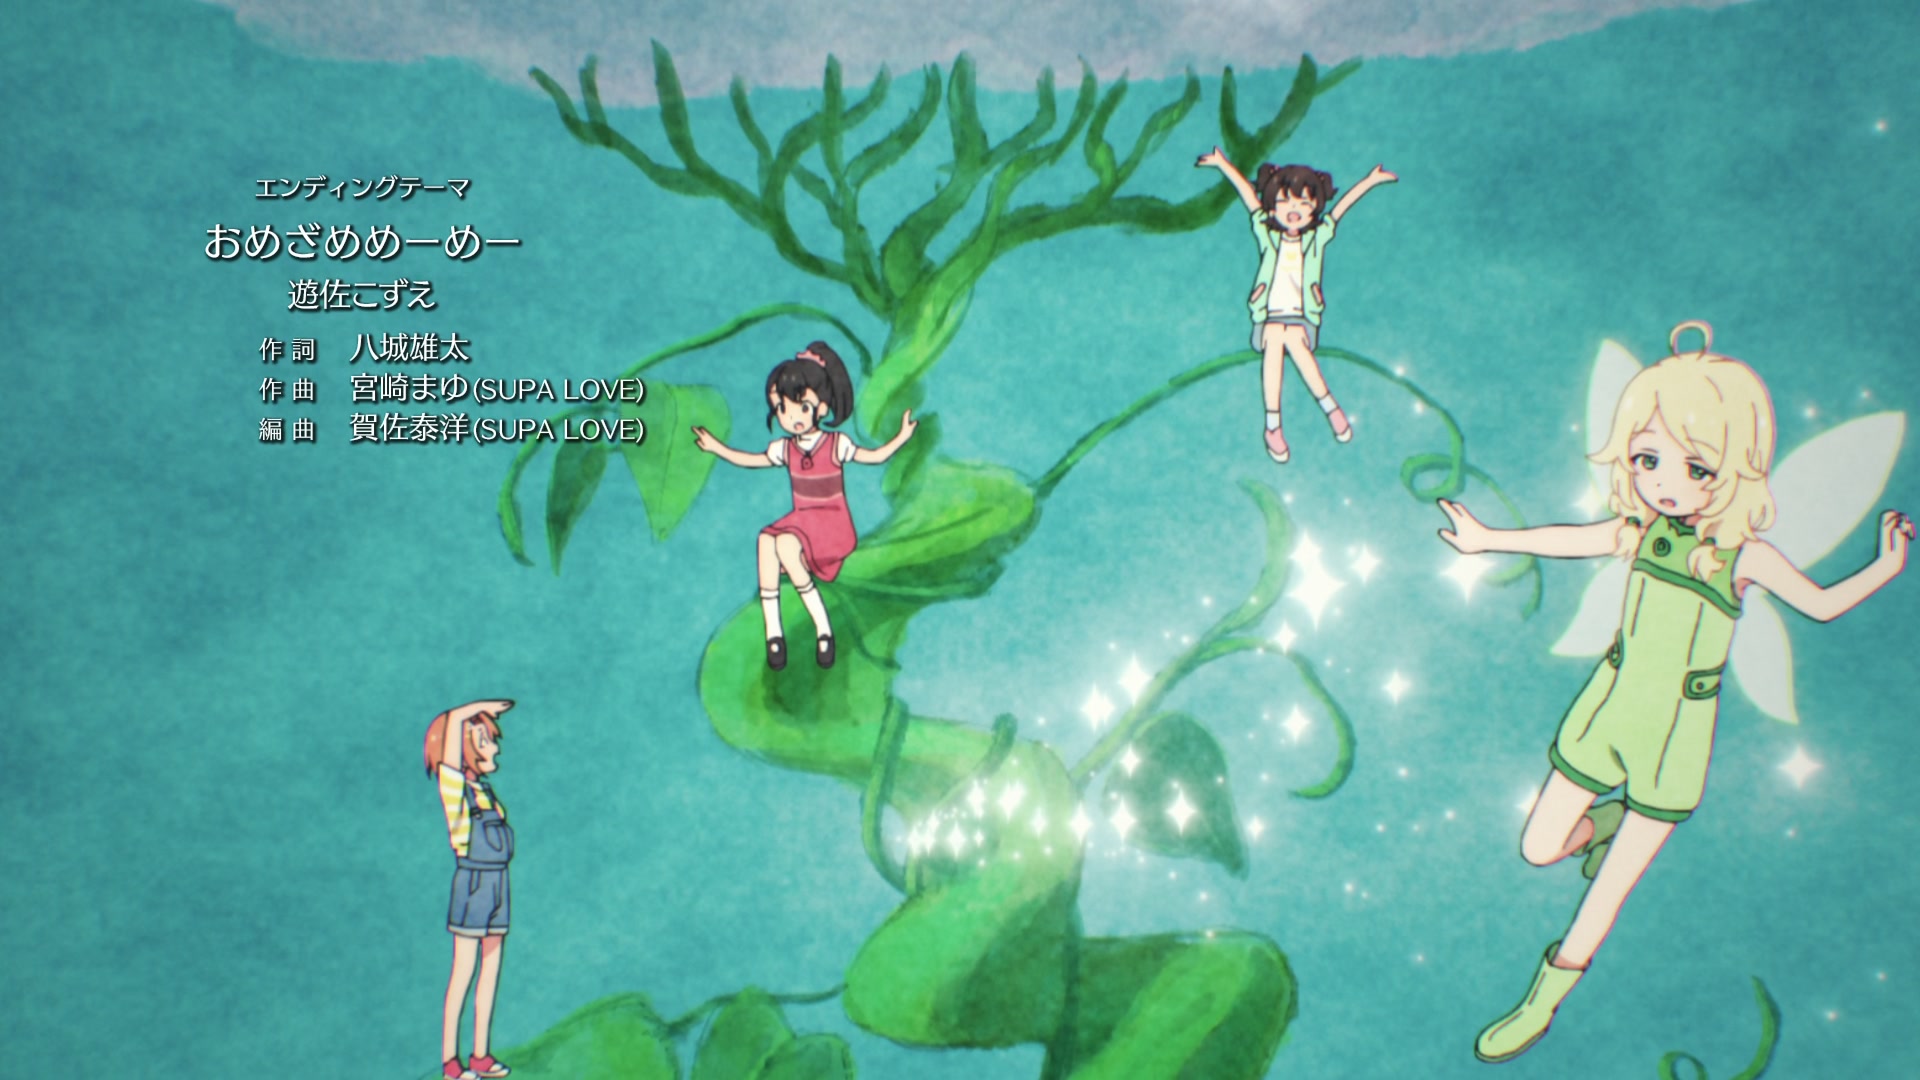 エンディングテーマ
おめざめめーめー
遊佐こずえ
作詞 八城雄太
作曲 宮崎まゆ(SUPA LOVE)
編曲 賀佐泰洋(SUPA LOVE)